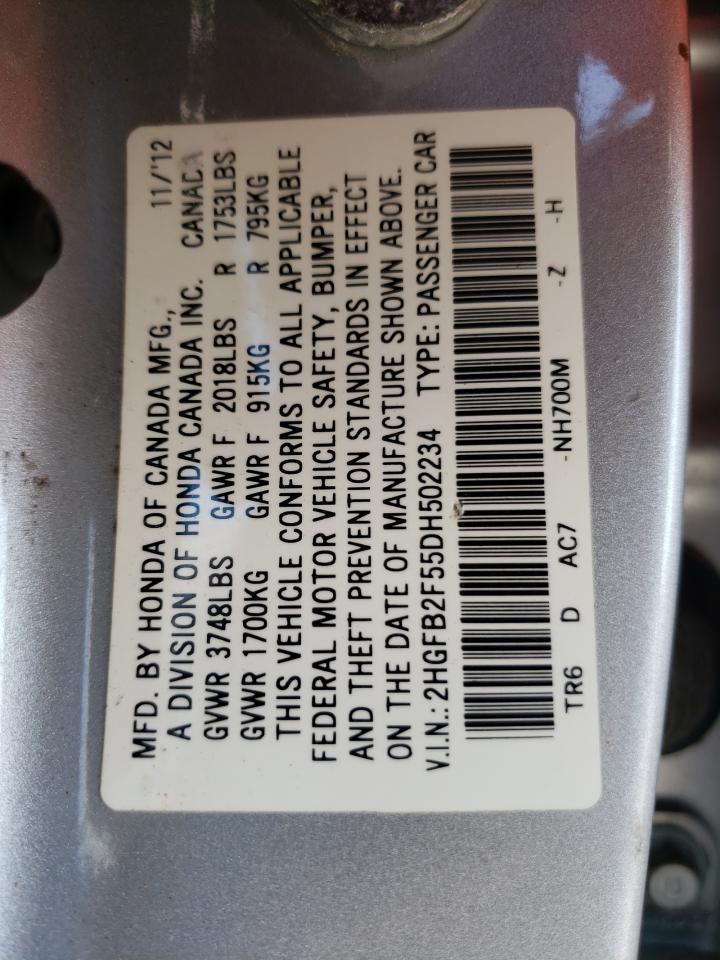 MFD. BY HONDA OF CANADA MFG., 11/'12
A DIVISION OF HONDA CANADA INC. CANADA
GVWR 3748LBS GAWR F 2018LBS R 1753LBS
GVWR 1700KG GAWR F 915KG R 795KG
THIS VEHICLE CONFORMS TO ALL APPLICABLE
FEDERAL MOTOR VEHICLE SAFETY, BUMPER,
AND THEFT PREVENTION STANDARDS IN EFFECT
ON THE DATE OF MANUFACTURE SHOWN ABOVE.
V.I.N.: 2HGFB2F55DH502234 TYPE: PASSENGER CAR
TR6 D AC7 -NH700M -Z -H